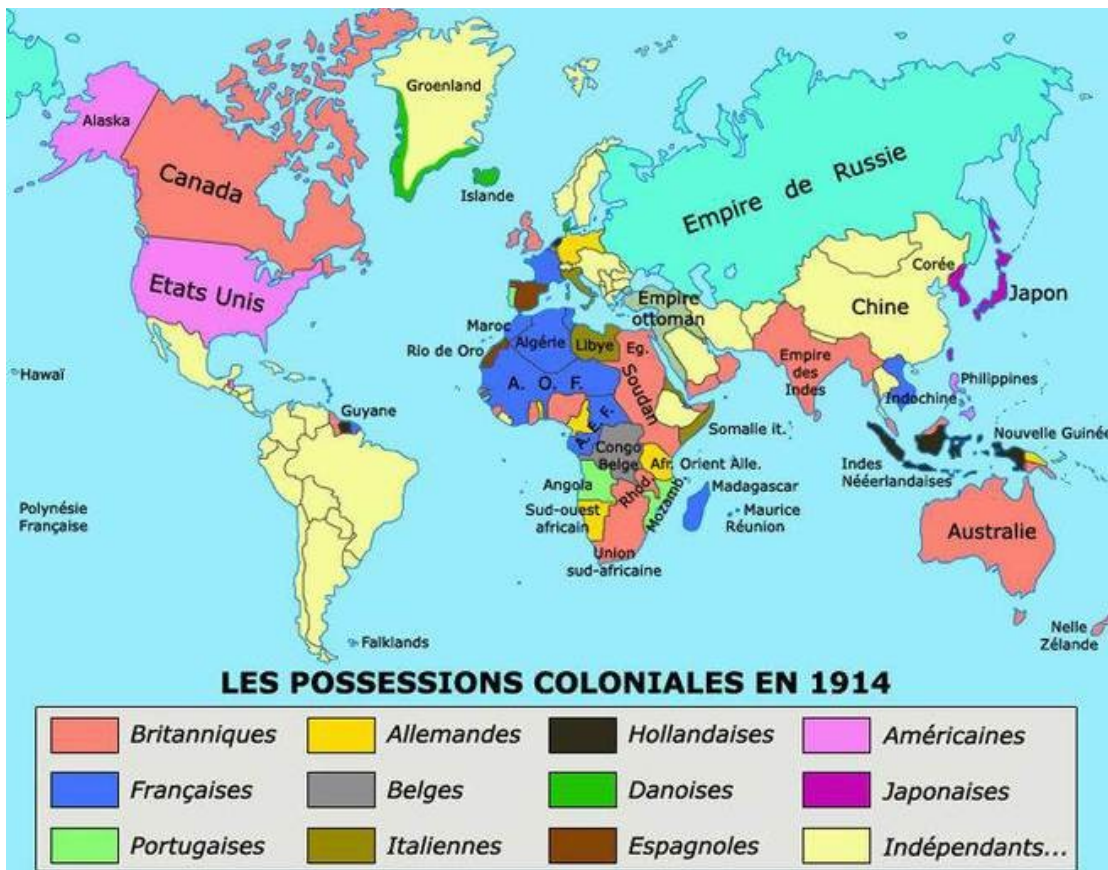 Groenland
Alaska
Canada
Islande
Empire de Russie
Etats Unis
Corée
Japon
Chine
Empire
ottoman
Maroc
Algérie
Libye
Eg.
Rio de Oro
Empire
des
Indes
Hawaï
A. O. F.
Soudan
Philippines
Indochine
Guyane
A. E. F.
Somalie it.
Nouvelle Guinée
Congo
Belge
Afr. Orient Alle.
Indes
Nééerlandaises
Angola
Rhod.
Mozamb.
Madagascar
Polynésie
Française
Sud-ouest
africain
Maurice
Réunion
Australie
Union
sud-africaine
Falklands
Nelle
Zélande
LES POSSESSIONS COLONIALES EN 1914
Britanniques
Allemandes
Hollandaises
Américaines
Françaises
Belges
Danoises
Japonaises
Portugaises
Italiennes
Espagnoles
Indépendants...